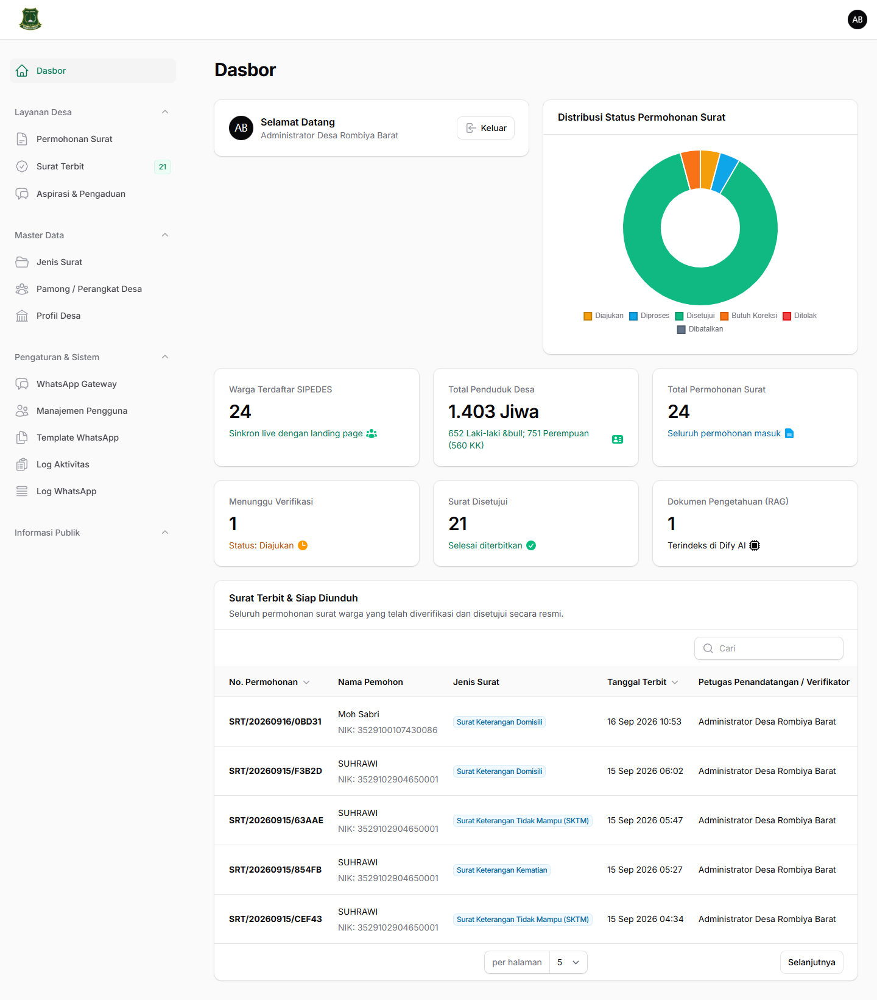 AB
Dasbor
Layanan Desa
Permohonan Surat
Surat Terbit
21
Aspirasi & Pengaduan
Master Data
Jenis Surat
Pamong / Perangkat Desa
Profil Desa
Pengaturan & Sistem
WhatsApp Gateway
Manajemen Pengguna
Template WhatsApp
Log Aktivitas
Log WhatsApp
Informasi Publik
Dasbor
AB
Selamat Datang
Administrator Desa Rombiya Barat
Keluar
Distribusi Status Permohonan Surat
Diajukan
Diproses
Disetujui
Butuh Koreksi
Ditolak
Dibatalkan
Warga Terdaftar SIPEDES
24
Sinkron live dengan landing page
Total Penduduk Desa
1.403 Jiwa
652 Laki-laki &bull; 751 Perempuan
(560 KK)
Total Permohonan Surat
24
Seluruh permohonan masuk
Menunggu Verifikasi
1
Status: Diajukan
Surat Disetujui
21
Selesai diterbitkan
Dokumen Pengetahuan (RAG)
1
Terindeks di Dify AI
Surat Terbit & Siap Diunduh
Seluruh permohonan surat warga yang telah diverifikasi dan disetujui secara resmi.
Cari
No. Permohonan
Nama Pemohon
Jenis Surat
Tanggal Terbit
Petugas Penandatangan / Verifikator
SRT/20260916/0BD31
Moh Sabri
NIK: 3529100107430086
Surat Keterangan Domisili
16 Sep 2026 10:53
Administrator Desa Rombiya Barat
SRT/20260915/F3B2D
SUHRAWI
NIK: 3529102904650001
Surat Keterangan Domisili
15 Sep 2026 06:02
Administrator Desa Rombiya Barat
SRT/20260915/63AAE
SUHRAWI
NIK: 3529102904650001
Surat Keterangan Tidak Mampu (SKTM)
15 Sep 2026 05:47
Administrator Desa Rombiya Barat
SRT/20260915/854FB
SUHRAWI
NIK: 3529102904650001
Surat Keterangan Kematian
15 Sep 2026 05:27
Administrator Desa Rombiya Barat
SRT/20260915/CEF43
SUHRAWI
NIK: 3529102904650001
Surat Keterangan Tidak Mampu (SKTM)
15 Sep 2026 04:34
Administrator Desa Rombiya Barat
per halaman
5
Selanjutnya